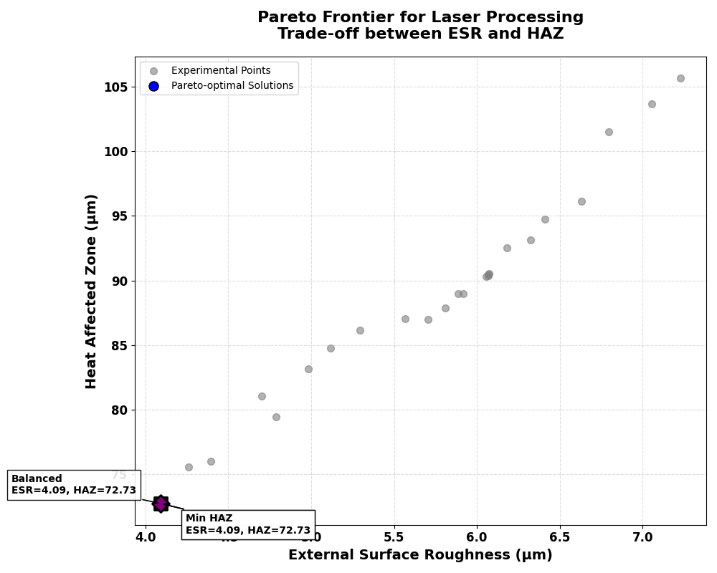 Pareto Frontier for Laser Processing
Trade-off between ESR and HAZ
Experimental Points
Pareto-optimal Solutions
Heat Affected Zone (μm)
105
100
95
90
85
80
75
Balanced
ESR=4.09, HAZ=72.73
Min HAZ
ESR=4.09, HAZ=72.73
4.0
5.5
6.0
6.5
7.0
External Surface Roughness (μm)